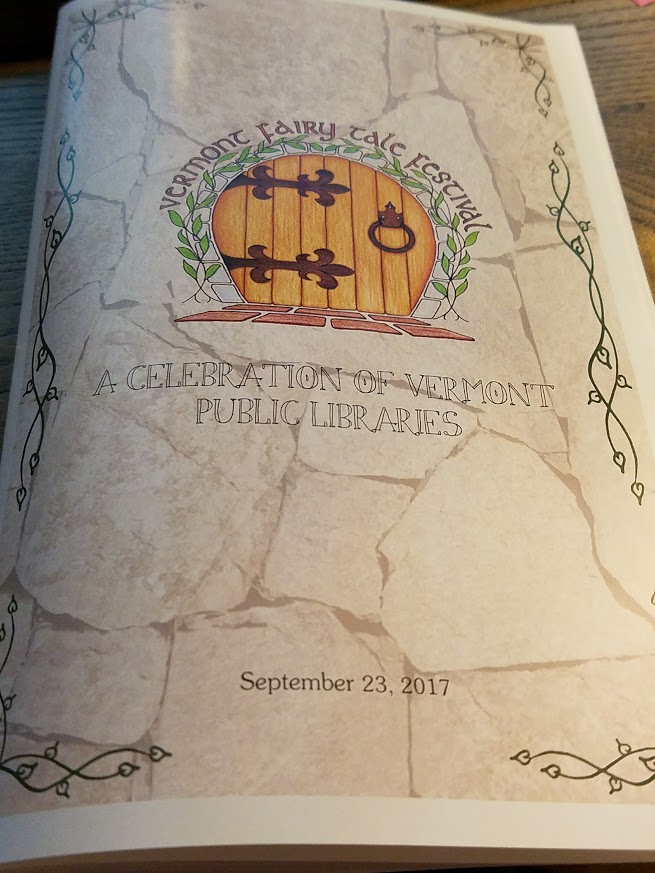 vermont fairy tale festival
A CELEBRATION OF VERMONT
PUBLIC LIBRARIES
September 23, 2017